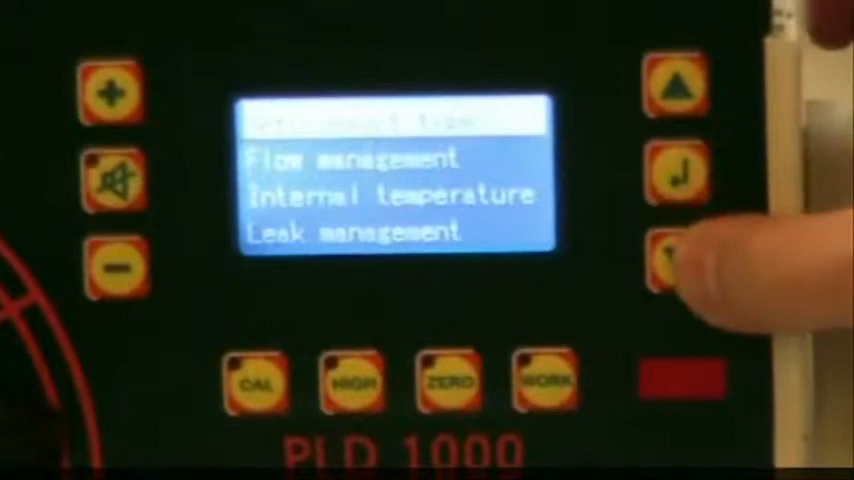 Flow management
Internal temperature
Leak management
CAL
HIGH
ZERO
WORK
PLD 1000